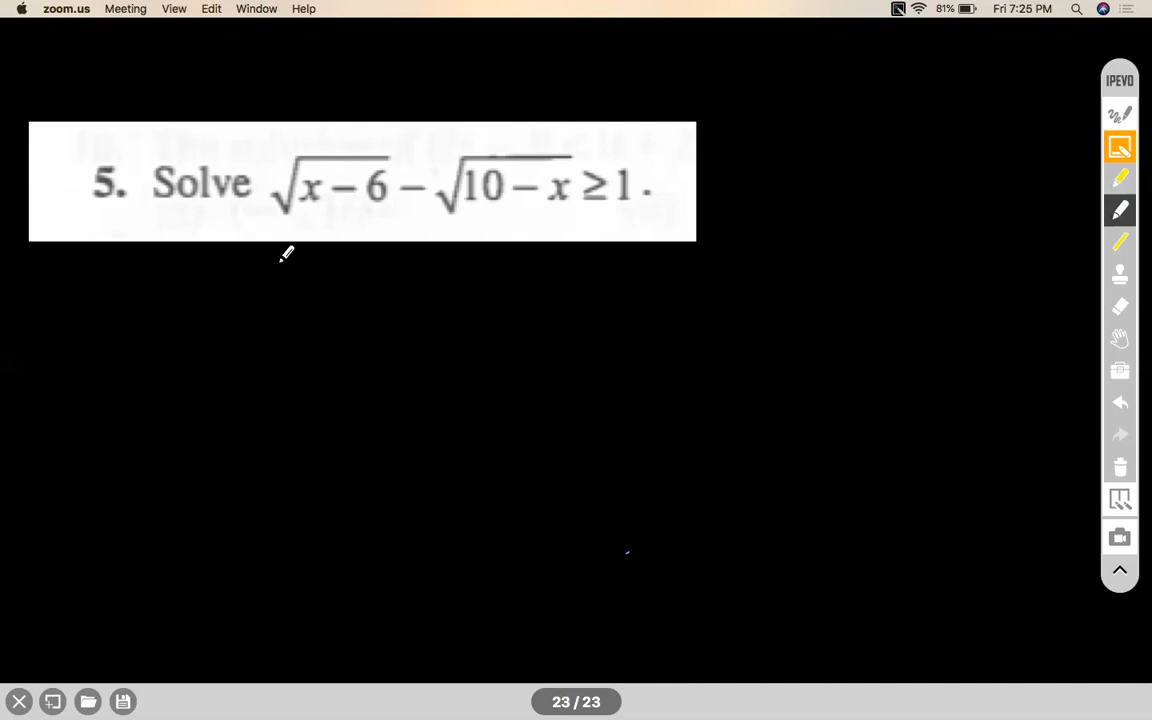 zoom.us Meeting View Edit Window Help 81% Fri 7:25 PM
IPEVO
5. Solve √x – 6 – √10 – x ≥ 1 .
23 / 23